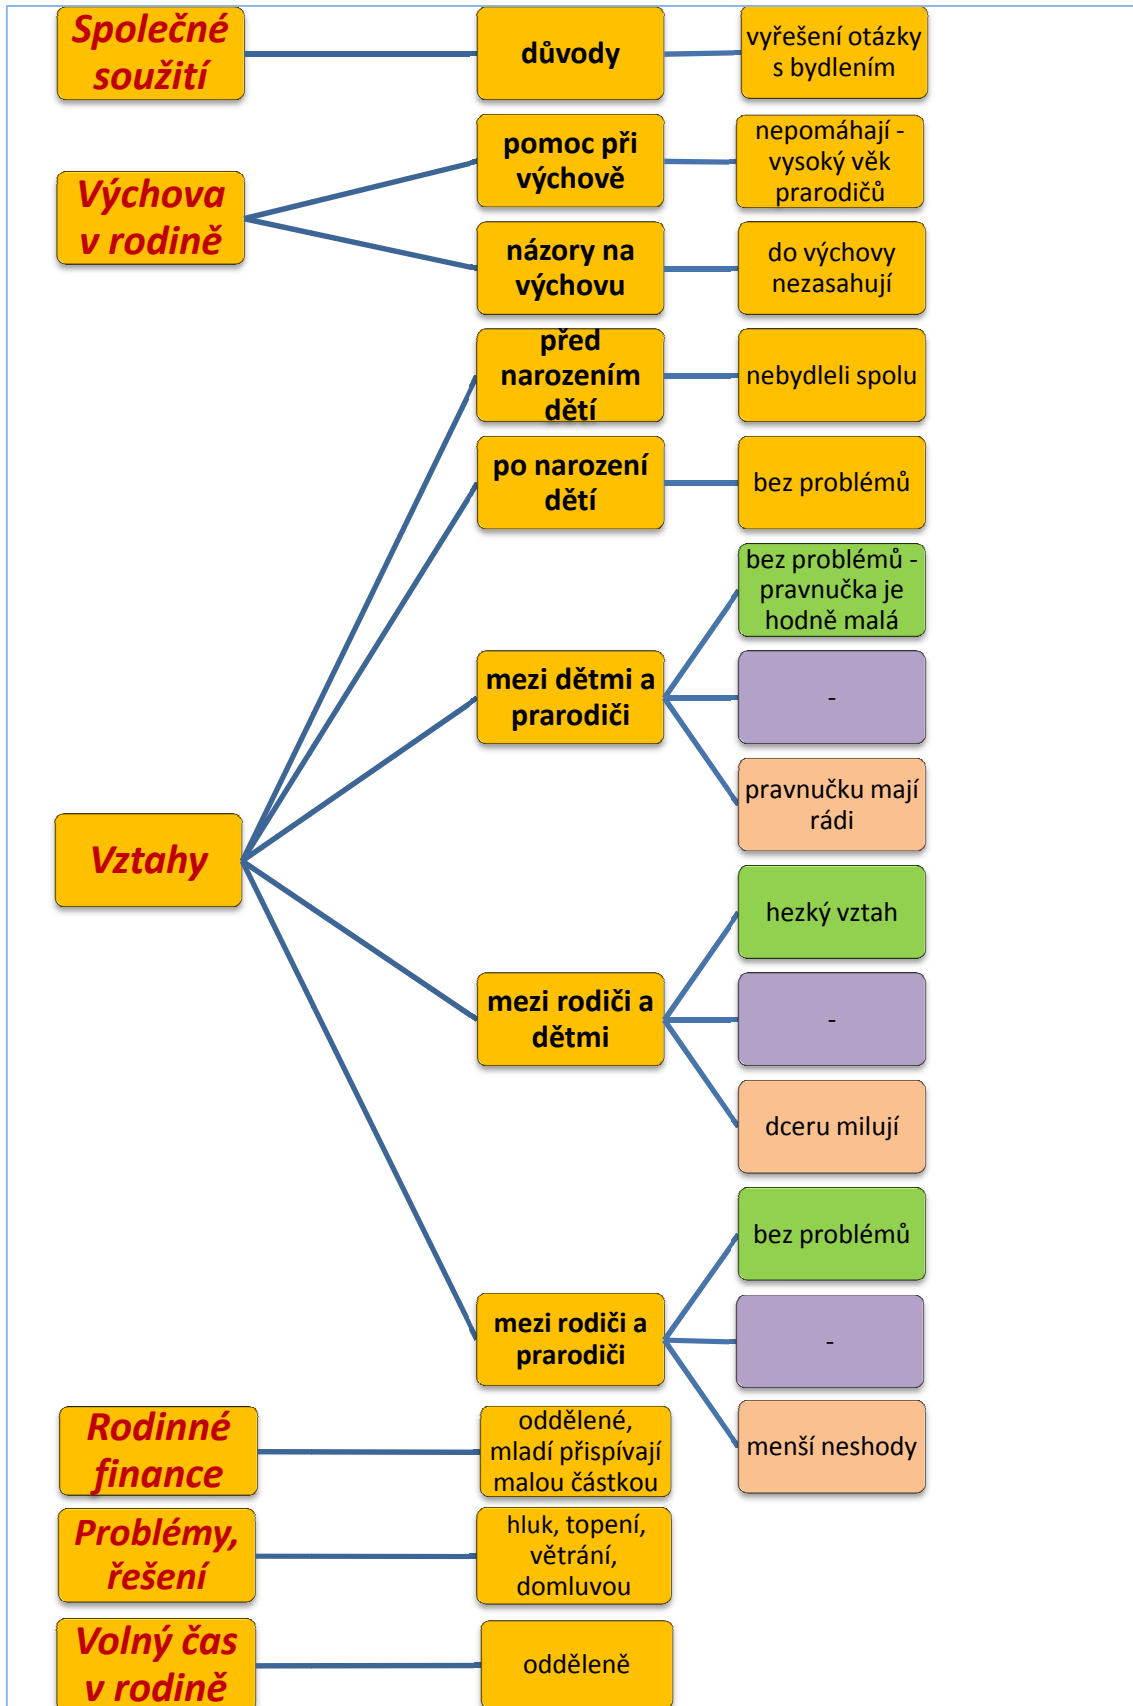 Společné
soužití
důvody
vyřešení otázky
s bydlením
Výchova
v rodině
pomoc při
výchově
nepomáhají -
vysoký věk
prarodičů
názory na
výchovu
do výchovy
nezasahují
Vztahy
před
narozením
dětí
nebydleli spolu
po narození
dětí
bez problémů
mezi dětmi a
prarodiči
bez problémů -
pravnučka je
hodně malá
-
pravnučku mají
rádi
mezi rodiči a
dětmi
hezký vztah
-
dceru milují
mezi rodiči a
prarodiči
bez problémů
-
menší neshody
Rodinné
finance
oddělené,
mladí přispívají
malou částkou
Problémy,
řešení
hluk, topení,
větrání,
domluvou
Volný čas
v rodině
odděleně